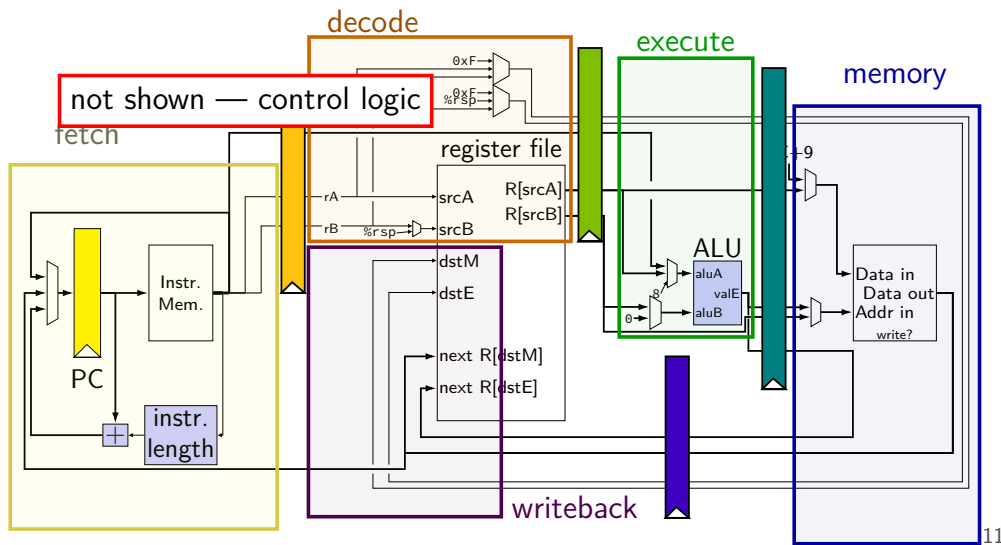 decode
execute
memory
0xF
not shown — control logic
0xF
%rsp
fetch
register file
+9
rA
srcA
R[srcA]
R[srcB]
rB
%rsp
srcB
ALU
dstM
Instr.
Mem.
aluA
Data in
8
valE
Data out
dstE
0
aluB
Addr in
write?
next R[dstM]
PC
next R[dstE]
instr.
length
writeback
11